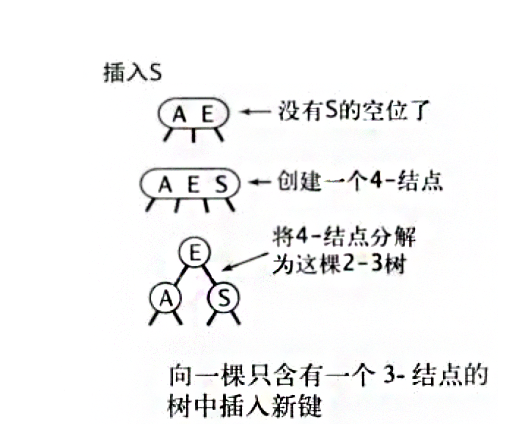 插入S
A E
没有S的空位了
A E S
创建一个4-结点
E
将4-结点分解
为这棵2-3树
A
S
向一棵只含有一个 3- 结点的
树中插入新键